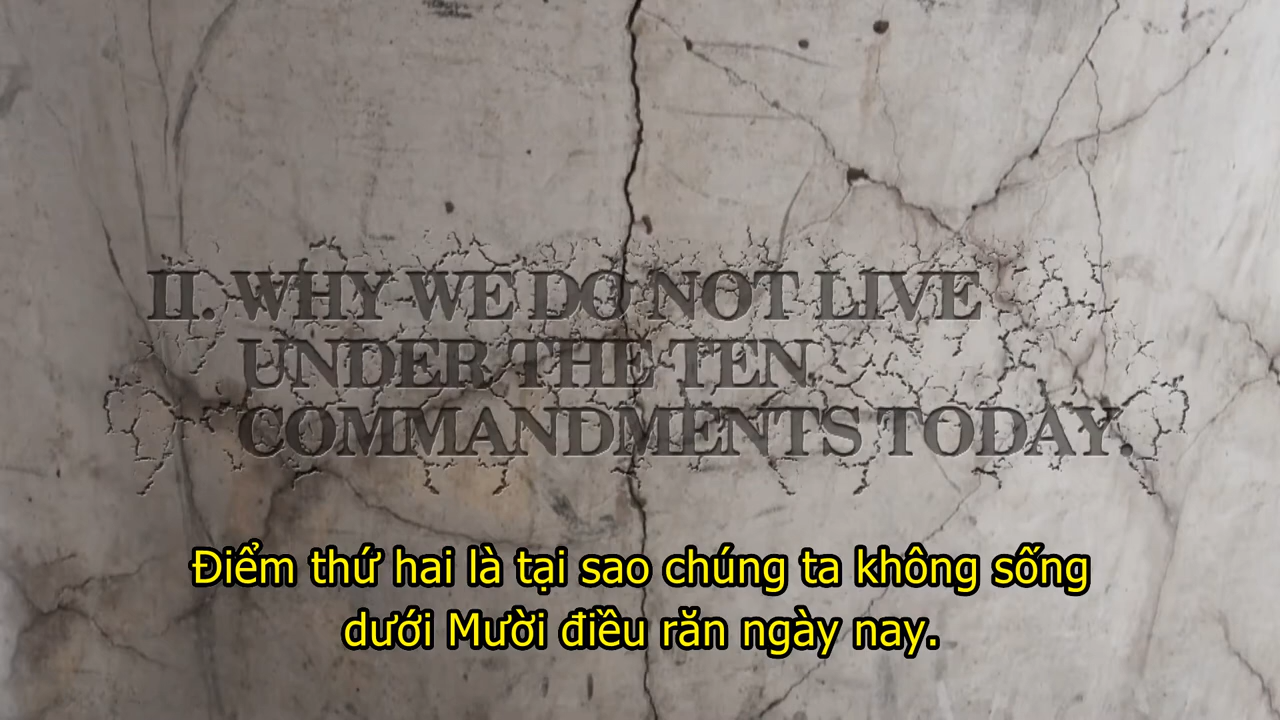 II. WHY WE DO NOT LIVE
UNDER THE TEN
COMMANDMENTS TODAY.
Điểm thứ hai là tại sao chúng ta không sống
dưới Mười điều răn ngày nay.